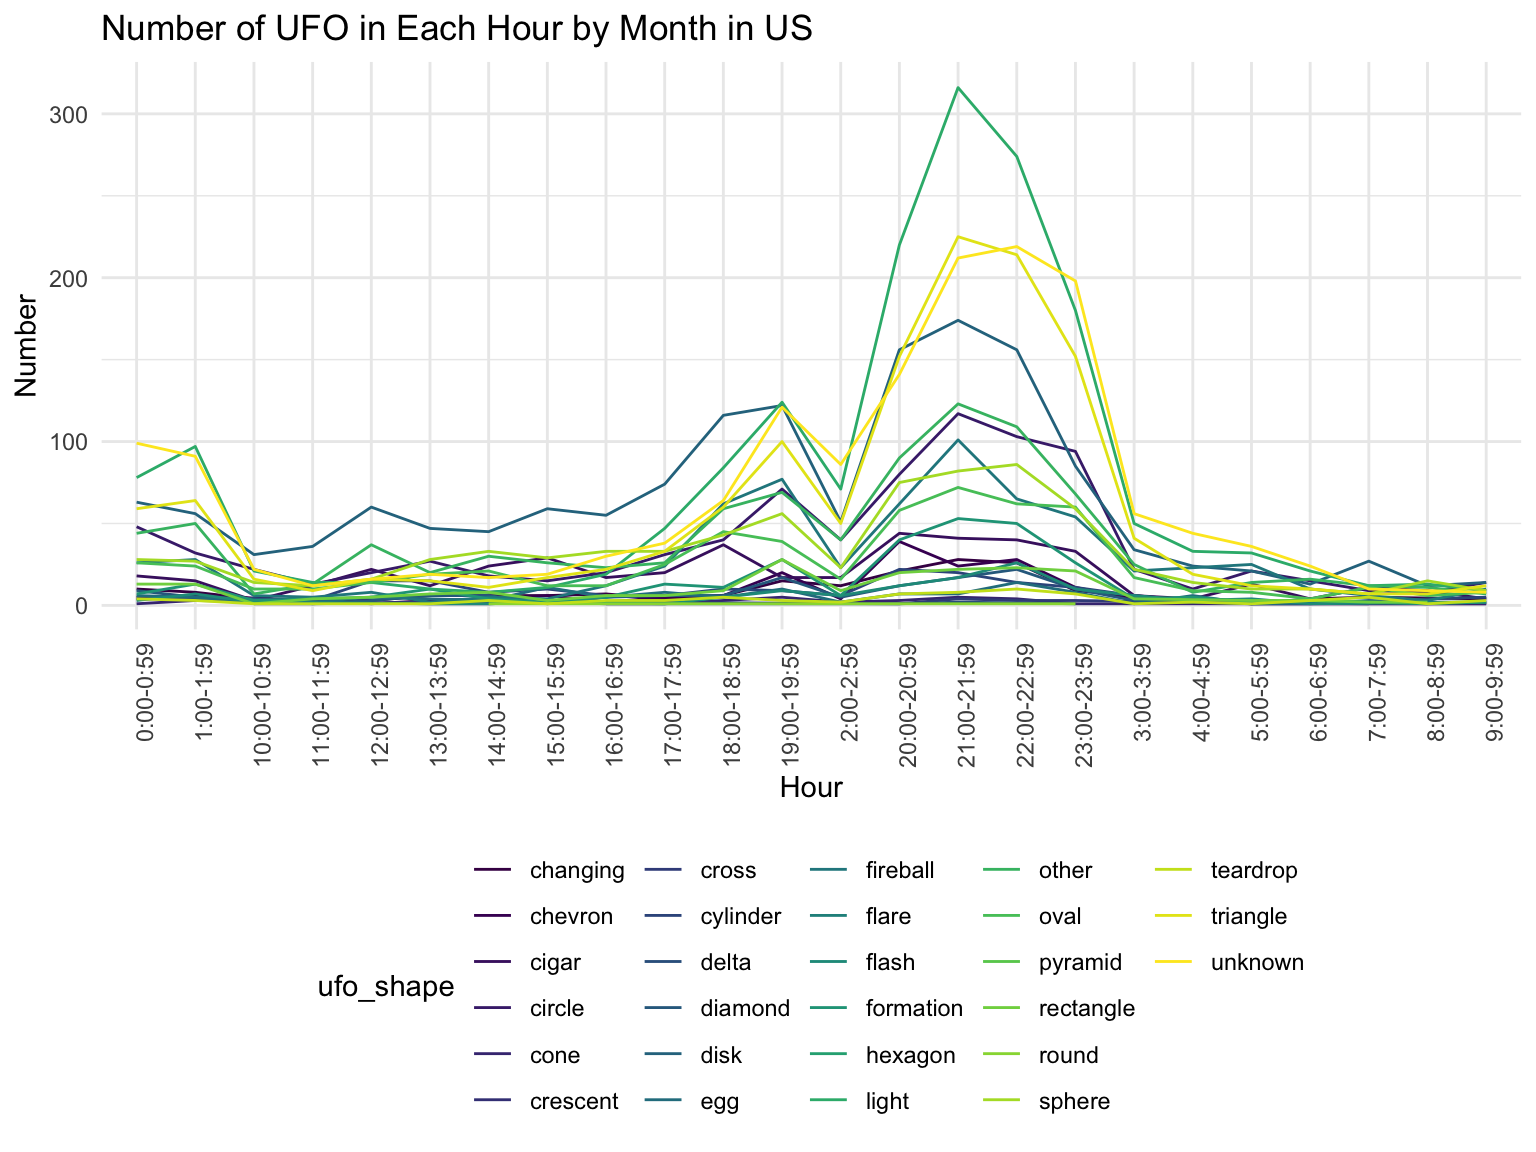 Number of UFO in Each Hour by Month in US
300
200
100
0
Number
0:00-0:59
1:00-1:59
10:00-10:59
11:00-11:59
12:00-12:59
13:00-13:59
14:00-14:59
15:00-15:59
16:00-16:59
17:00-17:59
18:00-18:59
19:00-19:59
2:00-2:59
20:00-20:59
21:00-21:59
22:00-22:59
23:00-23:59
3:00-3:59
4:00-4:59
5:00-5:59
6:00-6:59
7:00-7:59
8:00-8:59
9:00-9:59
Hour
ufo_shape
changing
chevron
cigar
circle
cone
crescent
cross
cylinder
delta
diamond
disk
egg
fireball
flare
flash
formation
hexagon
light
other
oval
pyramid
rectangle
round
sphere
teardrop
triangle
unknown